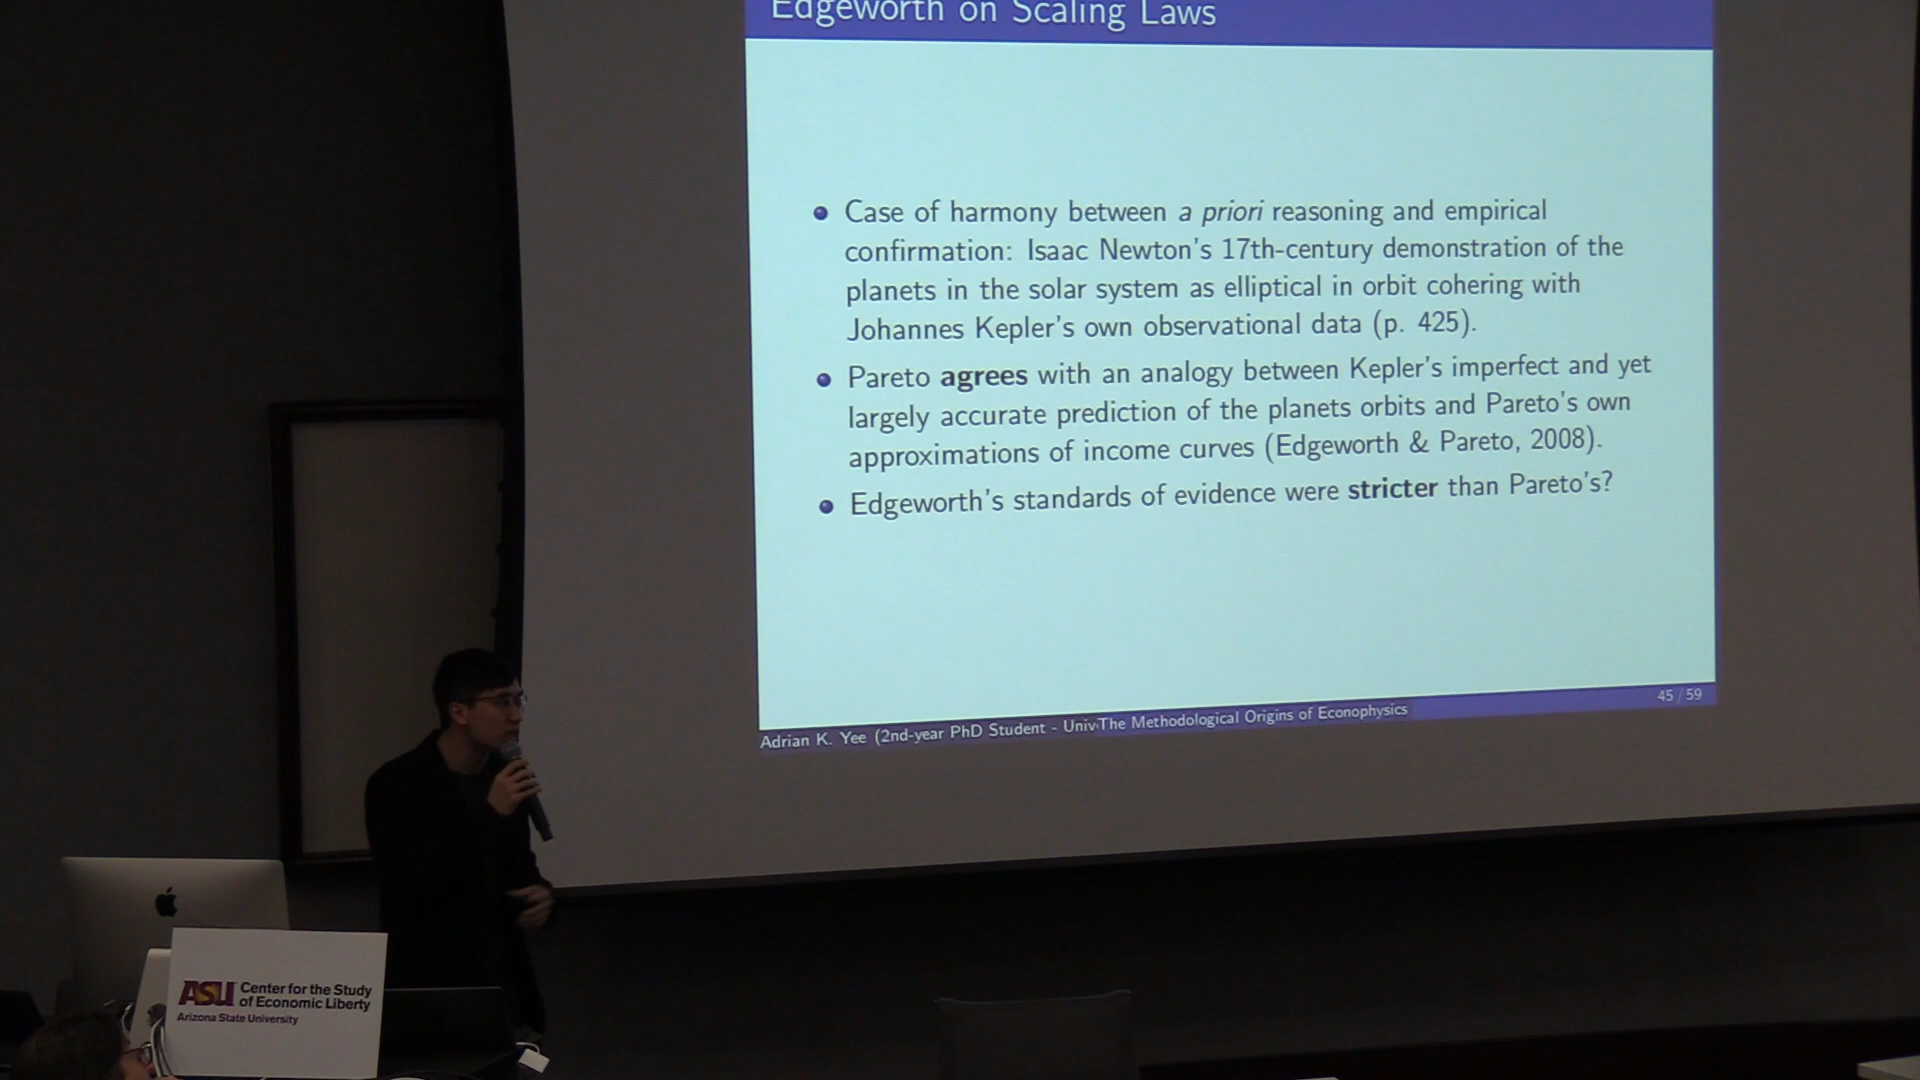 Edgeworth on Scaling Laws
Case of harmony between a priori reasoning and empirical
confirmation: Isaac Newton's 17th-century demonstration of the
planets in the solar system as elliptical in orbit cohering with
Johannes Kepler's own observational data (p. 425).
Pareto agrees with an analogy between Kepler's imperfect and yet
largely accurate prediction of the planets orbits and Pareto's own
approximations of income curves (Edgeworth & Pareto, 2008).
Edgeworth's standards of evidence were stricter than Pareto's?
45 / 59
Adrian K. Yee (2nd-year PhD Student - Univ The Methodological Origins of Econophysics
ASU Center for the Study
of Economic Liberty
Arizona State University